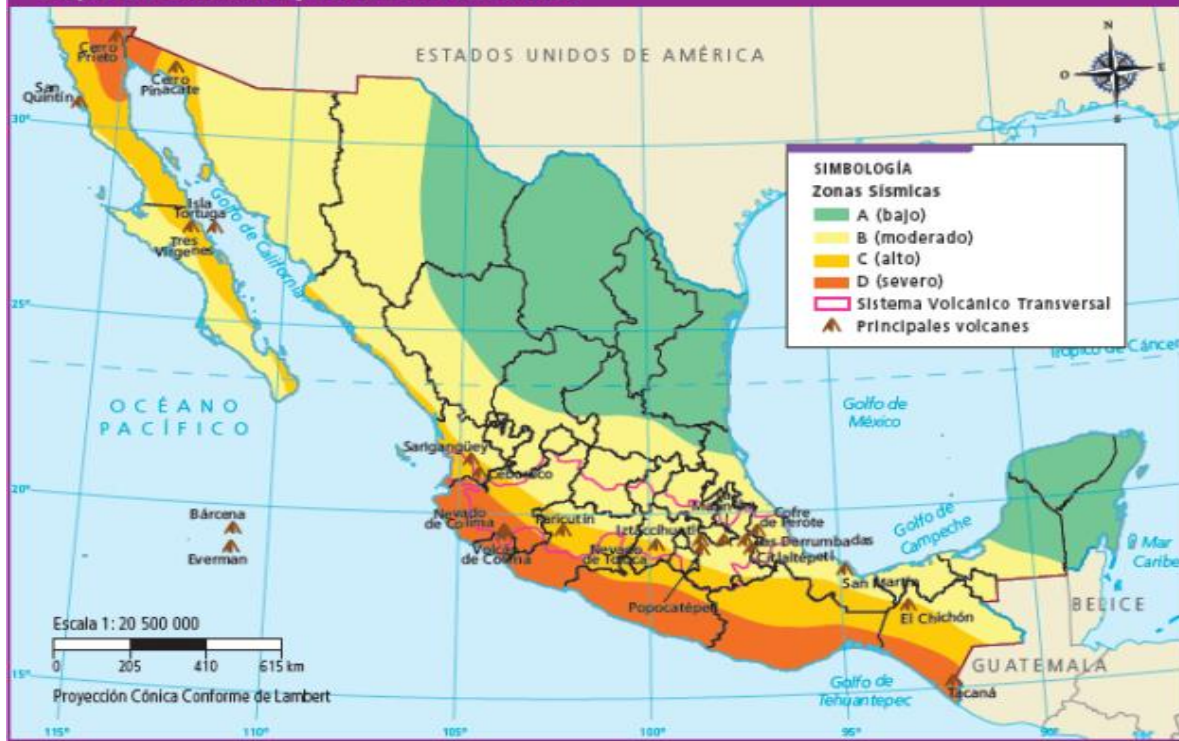 ESTADOS UNIDOS DE AMÉRICA
N
O
E
S
Cerro
Prieto
Cerro
Pinacate
San
Quintín
30°
SIMBOLOGÍA
Zonas Sísmicas
A (bajo)
B (moderado)
C (alto)
D (severo)
Sistema Volcánico Transversal
Principales volcanes
Isla
Tortuga
Tres
Vírgenes
Golfo de California
25°
Trópico de Cáncer
OCÉANO
PACÍFICO
Golfo de
México
Sangangüey
Ceboruco
20°
Bárcena
Everman
Nevado
de Colima
Volcán
de Colima
Paricutín
Nevado
de Toluca
Iztaccíhuatl
Popocatépetl
Cofre
de Perote
Las Derrumbadas
Citlaltépetl
San Martín
El Chichón
Golfo de
Campeche
Mar
Caribe
BELICE
GUATEMALA
Tacaná
Golfo de
Tehuantepec
Escala 1: 20 500 000
0 205 410 615 km
Proyección Cónica Conforme de Lambert
15°
115° 110° 105° 100° 95° 90°